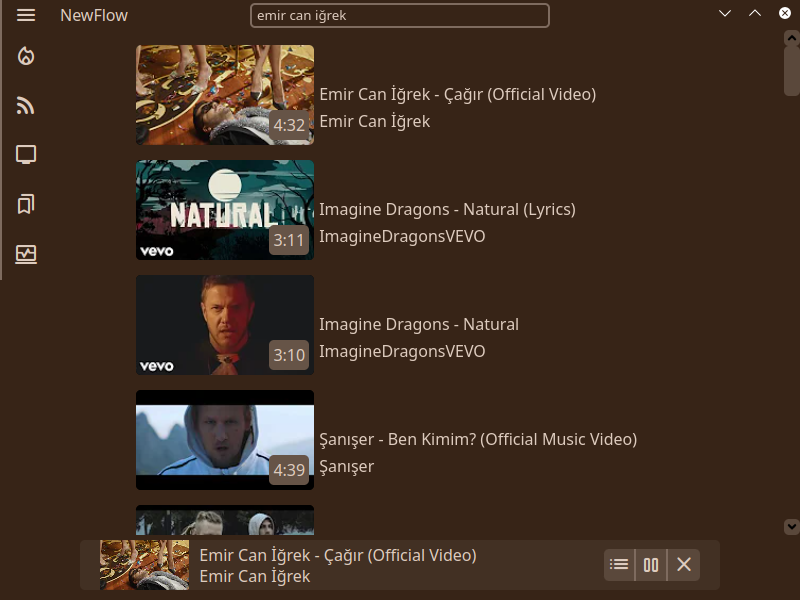 NewFlow
emir can iğrek
4:32
Emir Can İğrek - Çağır (Official Video)
Emir Can İğrek
NATURAL
vevo
3:11
Imagine Dragons - Natural (Lyrics)
ImagineDragonsVEVO
vevo
3:10
Imagine Dragons - Natural
ImagineDragonsVEVO
4:39
Şanışer - Ben Kimim? (Official Music Video)
Şanışer
Emir Can İğrek - Çağır (Official Video)
Emir Can İğrek